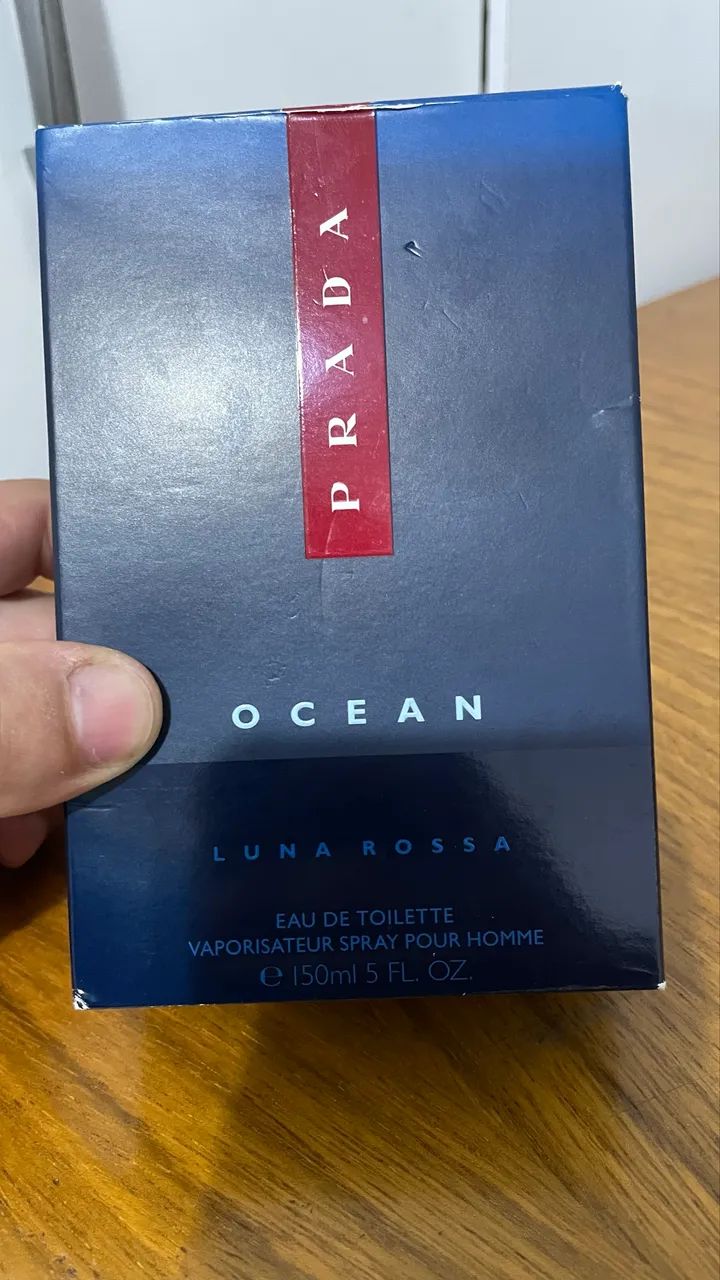 PRADA
OCEAN
LUNA ROSSA
EAU DE TOILETTE
VAPORISATEUR SPRAY POUR HOMME
℮ 150ml 5 FL. OZ.